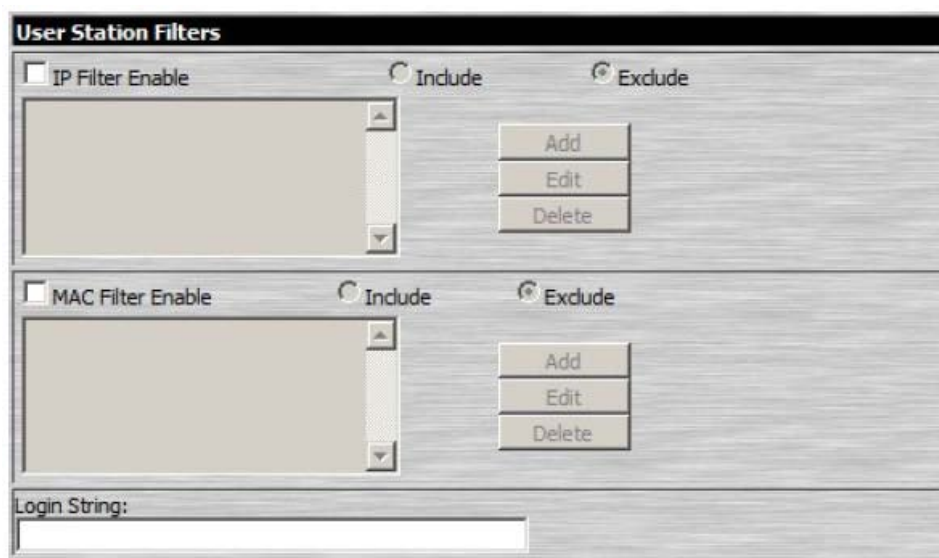 User Station Filters
IP Filter Enable Include Exclude
Add
Edit
Delete
MAC Filter Enable Include Exclude
Add
Edit
Delete
Login String: